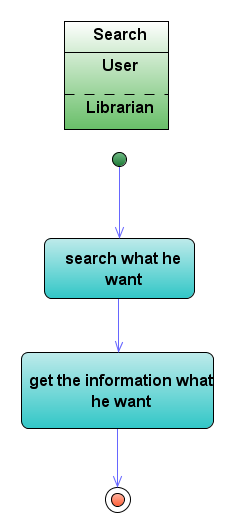 Search
User
Librarian
search what he
want
get the information what
he want